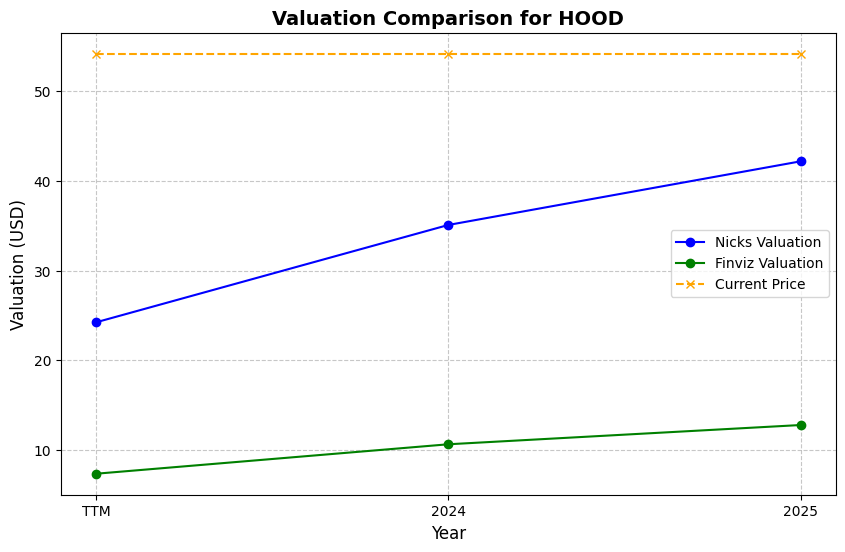 Valuation Comparison for HOOD
Valuation (USD)
50
40
30
20
10
Nicks Valuation
Finviz Valuation
Current Price
TTM
2024
2025
Year